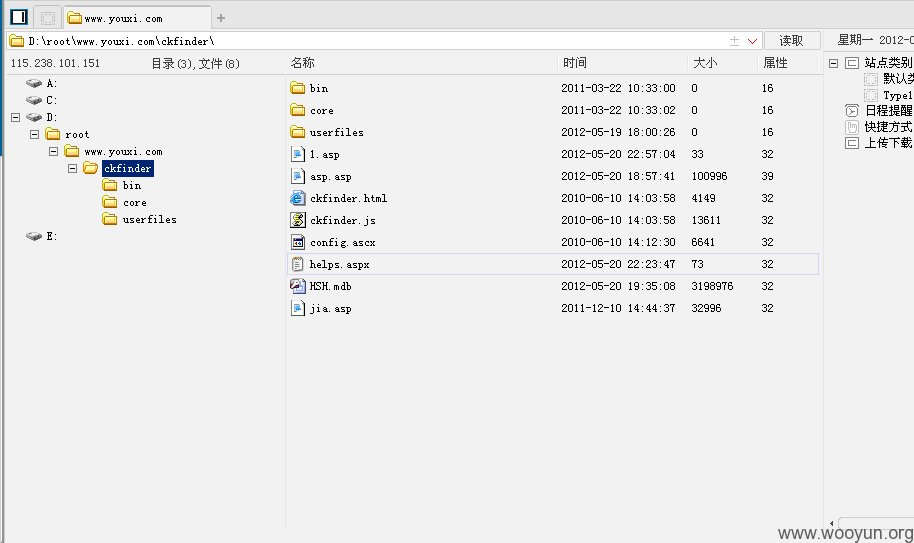 www.youxi.com
D:\root\www.youxi.com\ckfinder\ 读取 星期一 2012-0
115.238.101.151 目录(3),文件(8) 名称 时间 大小 属性
A:
C:
D:
root
www.youxi.com
ckfinder
bin
core
userfiles
E:
bin 2011-03-22 10:33:00 0 16
core 2011-03-22 10:33:02 0 16
userfiles 2012-05-19 18:00:26 0 16
1.asp 2012-05-20 22:57:04 33 32
asp.asp 2012-05-20 18:57:41 100996 39
ckfinder.html 2010-06-10 14:03:58 4149 32
ckfinder.js 2010-06-10 14:03:58 13611 32
config.ascx 2010-06-10 14:12:30 6641 32
helps.aspx 2012-05-20 22:23:47 73 32
HSH.mdb 2012-05-20 19:35:08 3198976 32
jia.asp 2011-12-10 14:44:37 32996 32
站点类别
默认类
Type1
日程提醒
快捷方式
上传下载
www.wooyun.org